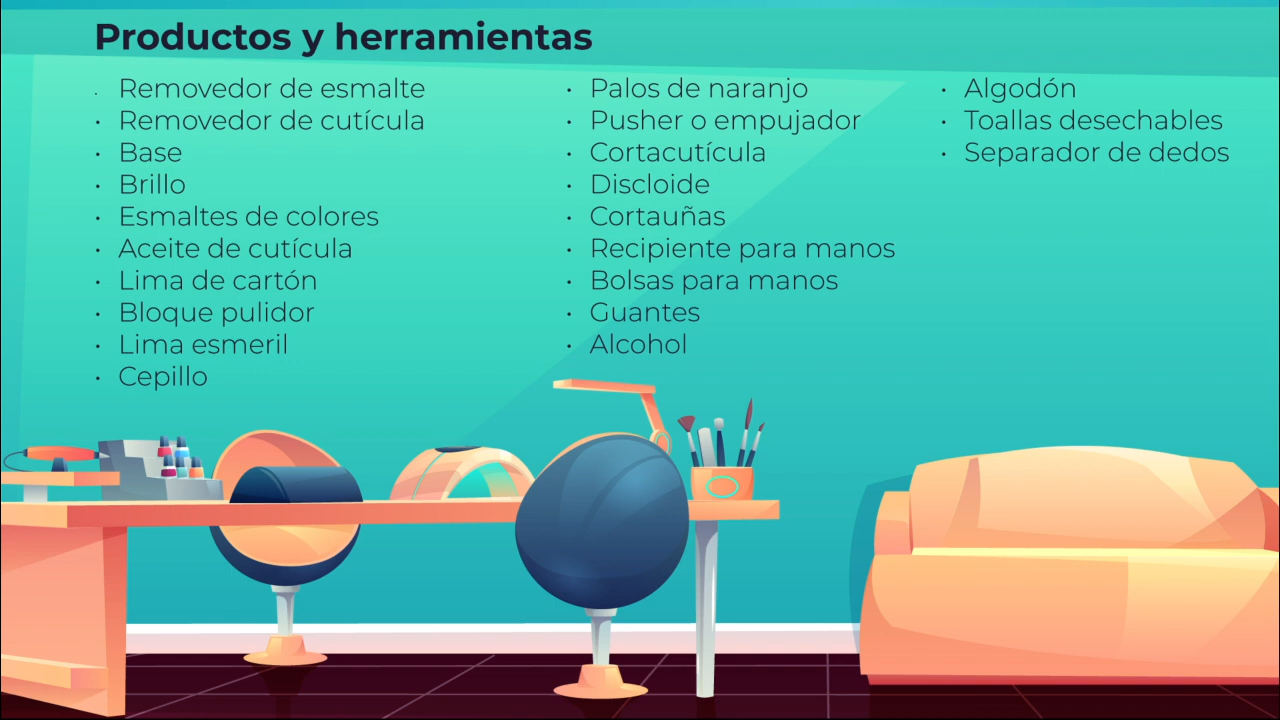 Productos y herramientas
· Removedor de esmalte
· Removedor de cutícula
· Base
· Brillo
· Esmaltes de colores
· Aceite de cutícula
· Lima de cartón
· Bloque pulidor
· Lima esmeril
· Cepillo
· Palos de naranjo
· Pusher o empujador
· Cortacutícula
· Discloide
· Cortauñas
· Recipiente para manos
· Bolsas para manos
· Guantes
· Alcohol
· Algodón
· Toallas desechables
· Separador de dedos